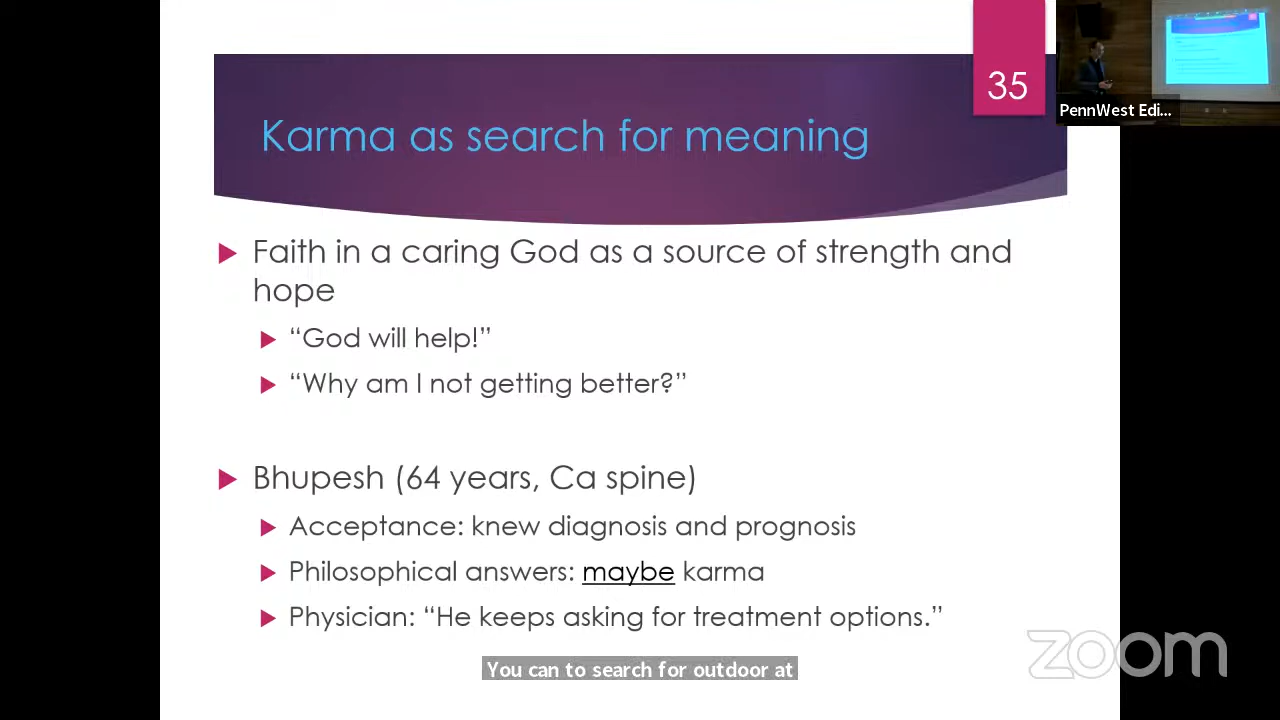 35
PennWest Edi...
Karma as search for meaning
Faith in a caring God as a source of strength and
hope
“God will help!”
“Why am I not getting better?”
Bhupesh (64 years, Ca spine)
Acceptance: knew diagnosis and prognosis
Philosophical answers: maybe karma
Physician: “He keeps asking for treatment options.”
zoom
You can to search for outdoor at